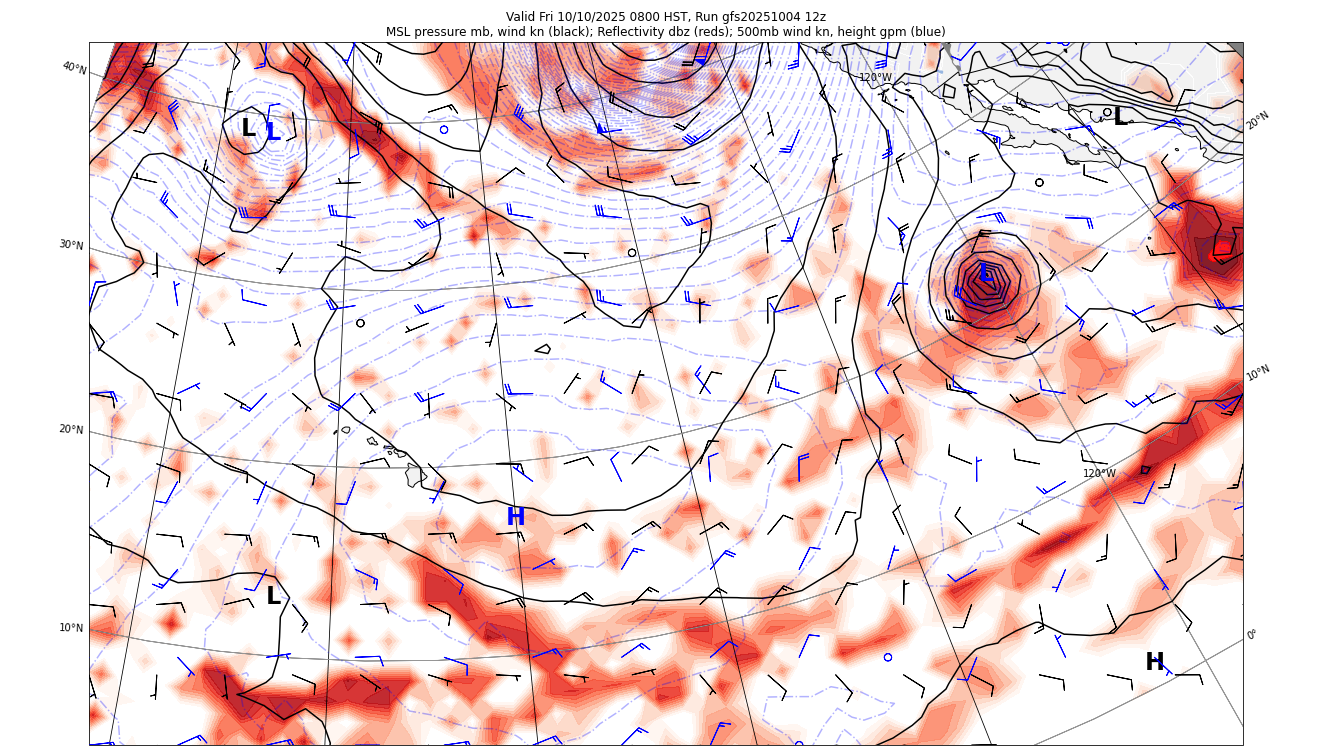 Valid Fri 10/10/2025 0800 HST, Run gfs20251004 12z
MSL pressure mb, wind kn (black); Reflectivity dbz (reds); 500mb wind kn, height gpm (blue)
40°N
120°W
20°N
L
L
L
30°N
L
10°N
20°N
120°W
H
L
10°N
0°
H